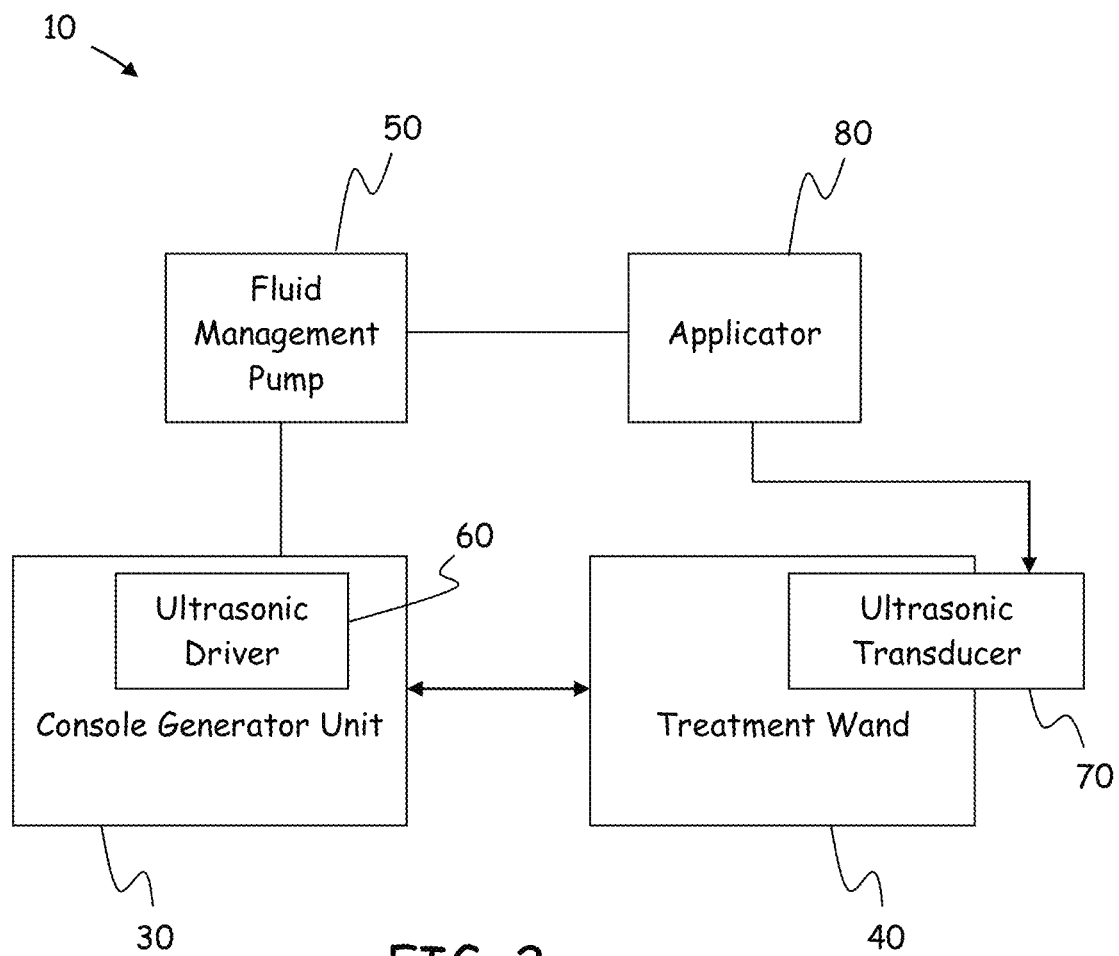 10
50
80
Fluid
Management
Pump
Applicator
60
Ultrasonic
Driver
Console Generator Unit
Ultrasonic
Transducer
Treatment Wand
70
30
40